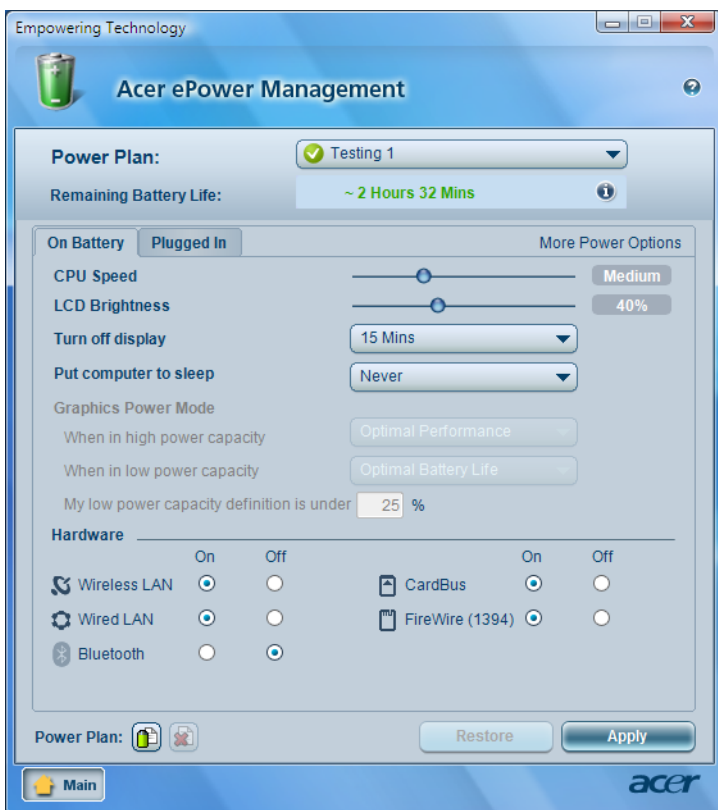 Empowering Technology
Acer ePower Management
Power Plan: Testing 1
Remaining Battery Life: ~ 2 Hours 32 Mins
On Battery Plugged In More Power Options
CPU Speed Medium
LCD Brightness 40%
Turn off display 15 Mins
Put computer to sleep Never
Graphics Power Mode
When in high power capacity Optimal Performance
When in low power capacity Optimal Battery Life
My low power capacity definition is under 25 %
Hardware
On Off On Off
Wireless LAN CardBus
Wired LAN FireWire (1394)
Bluetooth
Power Plan: Restore Apply
Main acer